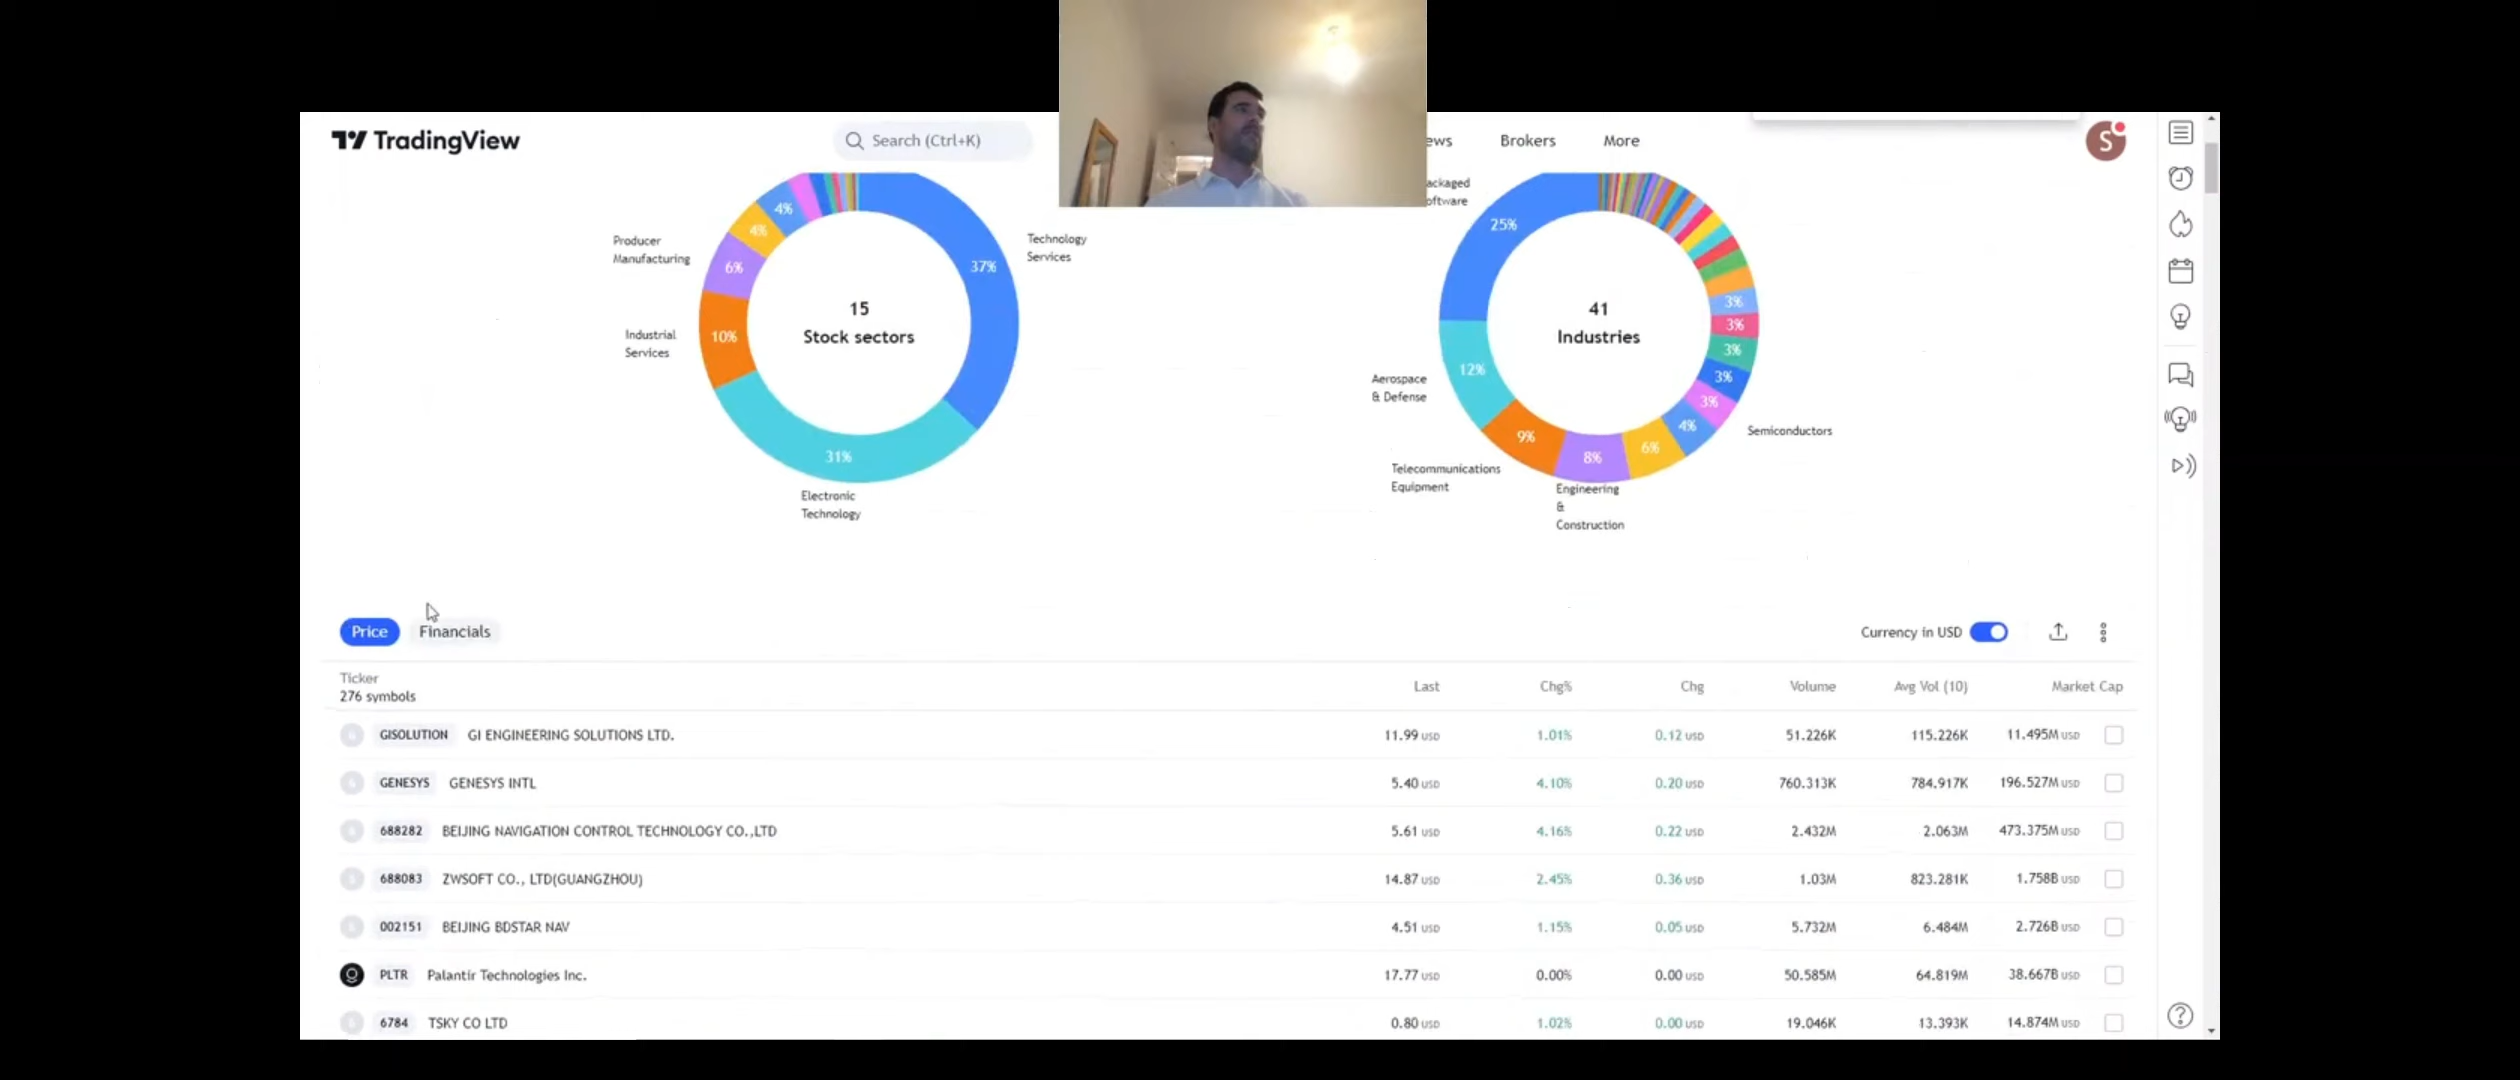 TradingView
Search (Ctrl+K)
ews
Brokers
More
S
4%
4%
Producer
Manufacturing
6%
Industrial
Services
10%
15
Stock sectors
37%
Technology
Services
31%
Electronic
Technology
ackaged
oftware
25%
41
Industries
3%
3%
3%
3%
3%
4%
6%
8%
9%
12%
Aerospace
& Defense
Semiconductors
Telecommunications
Equipment
Engineering
&
Construction
Price
Financials
Currency in USD
Ticker
276 symbols
Last Chg% Chg Volume Avg Vol (10) Market Cap
GISOLUTION GI ENGINEERING SOLUTIONS LTD. 11.99 USD 1.01% 0.12 USD 51.226K 115.226K 11.495M USD
GENESYS GENESYS INTL 5.40 USD 4.10% 0.20 USD 760.313K 784.917K 196.527M USD
688282 BEIJING NAVIGATION CONTROL TECHNOLOGY CO.,LTD 5.61 USD 4.16% 0.22 USD 2.432M 2.063M 473.375M USD
688083 ZWSOFT CO., LTD(GUANGZHOU) 14.87 USD 2.45% 0.36 USD 1.03M 823.281K 1.758B USD
002151 BEIJING BDSTAR NAV 4.51 USD 1.15% 0.05 USD 5.732M 6.484M 2.726B USD
PLTR Palantir Technologies Inc. 17.77 USD 0.00% 0.00 USD 50.585M 64.819M 38.667B USD
6784 TSKY CO LTD 0.80 USD 1.02% 0.00 USD 19.046K 13.393K 14.874M USD